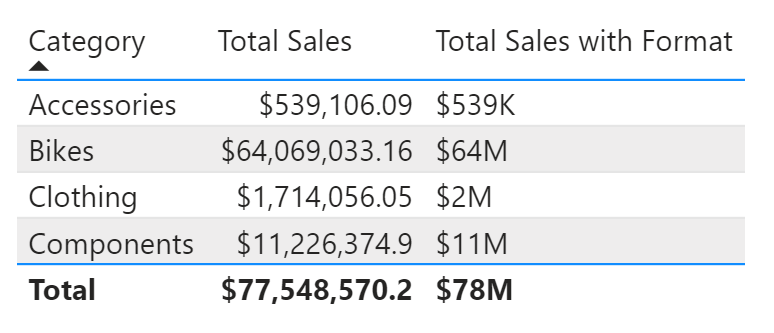 Category Total Sales Total Sales with Format
Accessories $539,106.09 $539K
Bikes $64,069,033.16 $64M
Clothing $1,714,056.05 $2M
Components $11,226,374.9 $11M
Total $77,548,570.2 $78M